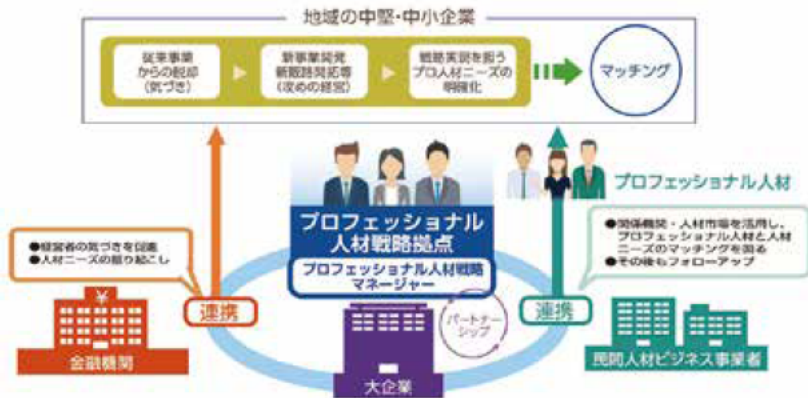 地域の中堅・中小企業
従来事業
からの脱却
(気づき)
新事業開発
新販路開拓等
(攻めの経営)
戦略実現を担う
プロ人材ニーズの
明確化
マッチング
プロフェッショナル人材
プロフェッショナル
人材戦略拠点
プロフェッショナル人材戦略
マネージャー
●経営者の気づきを促進
●人材ニーズの掘り起こし
●関係機関・人材市場を活用し、
プロフェッショナル人材と人材
ニーズのマッチングを図る
●その後もフォローアップ
連携
パートナー
シップ
連携
¥
金融機関
大企業
民間人材ビジネス事業者